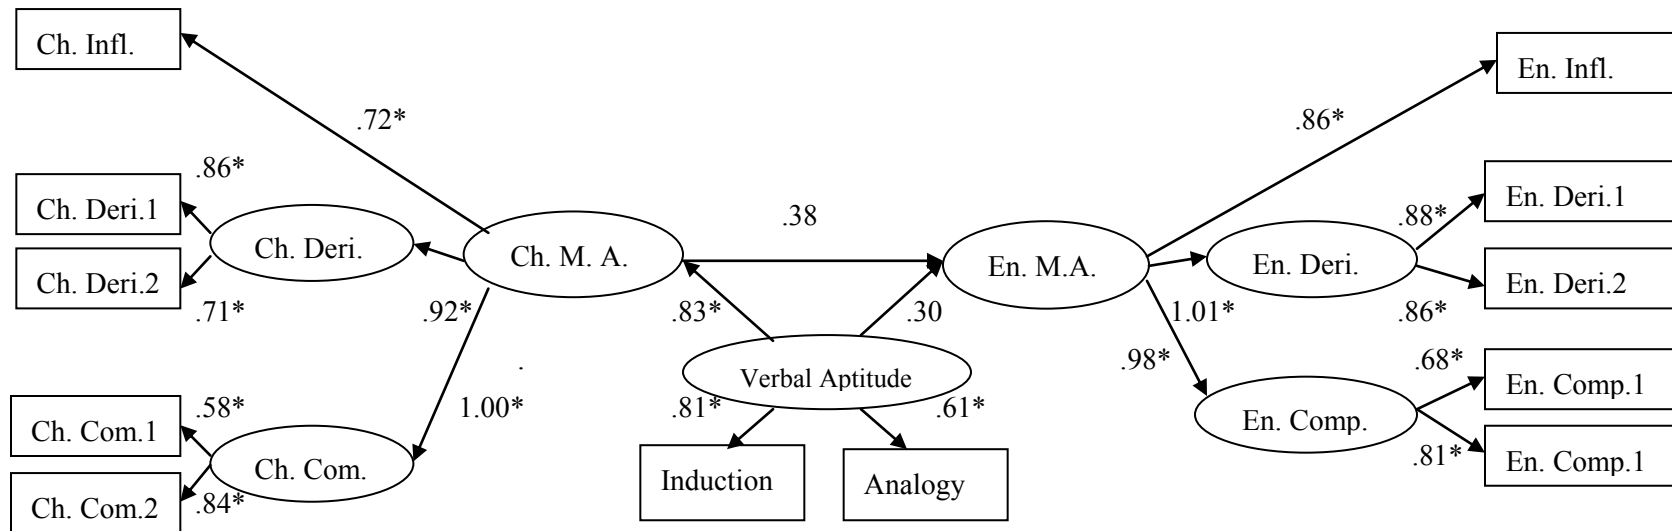 Ch. Infl.
En. Infl.
.72*
.86*
.86*
Ch. Deri.1
Ch. Deri.
Ch. Deri.2
.71*
Ch. M. A.
.38
En. M.A.
En. Deri.
.88*
En. Deri.1
En. Deri.2
.86*
.92*
.83*
.30
1.01*
.98*
.
Verbal Aptitude
.81*
.61*
1.00*
.58*
Ch. Com.1
Ch. Com.
Ch. Com.2
.84*
Induction
Analogy
En. Comp.
.68*
En. Comp.1
.81*
En. Comp.1